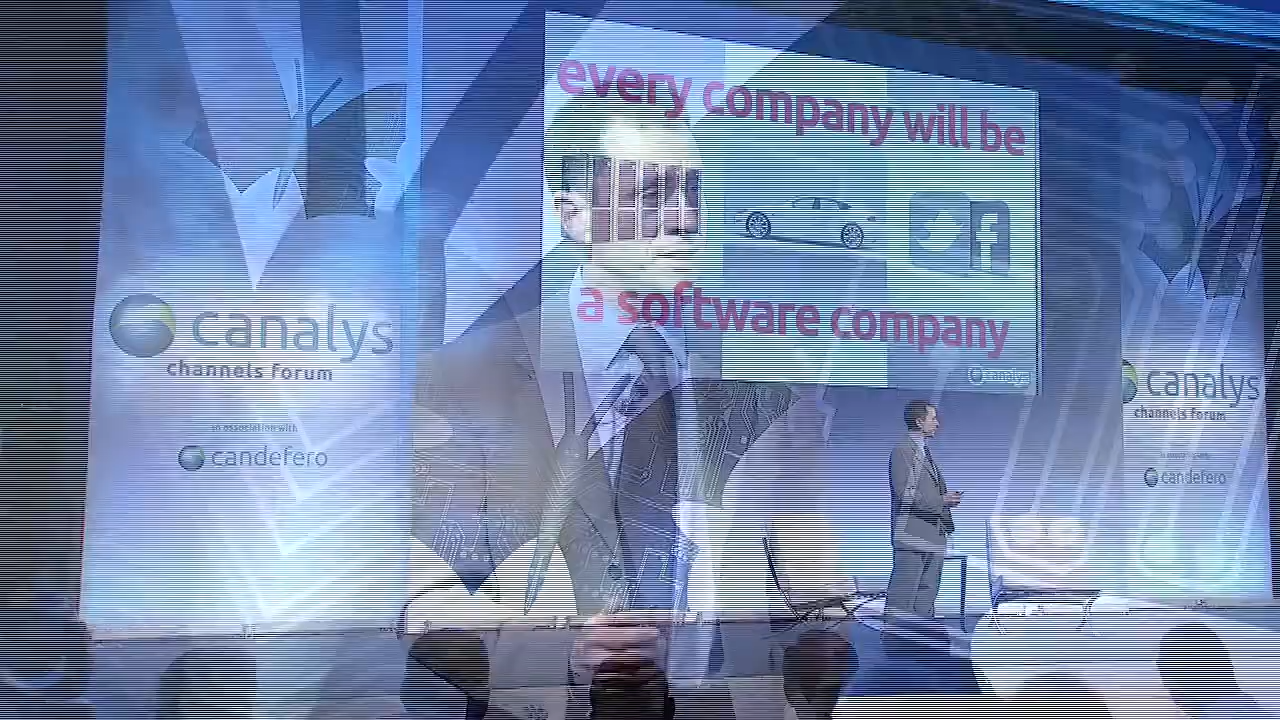 every company will be
a software company
canalys
canalys
channels forum
in association with
candefero
canalys
channels forum
candefero